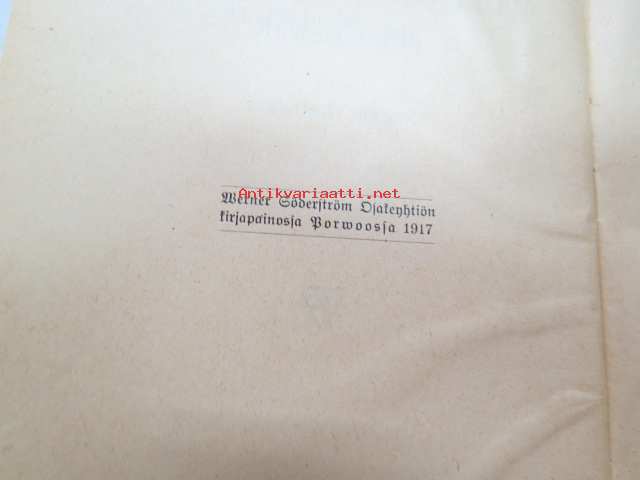 Antikvariaatti.net
Werner Söderström Osakeyhtiön
kirjapainossa Porwoossa 1917